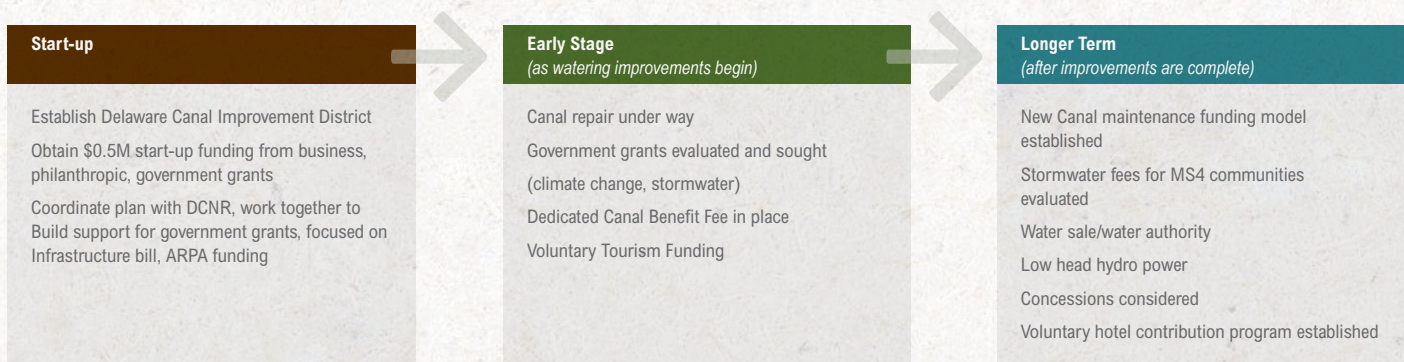 Start-up
Establish Delaware Canal Improvement District
Obtain $0.5M start-up funding from business,
philanthropic, government grants
Coordinate plan with DCNR, work together to
Build support for government grants, focused on
Infrastructure bill, ARPA funding
Early Stage
(as watering improvements begin)
Canal repair under way
Government grants evaluated and sought
(climate change, stormwater)
Dedicated Canal Benefit Fee in place
Voluntary Tourism Funding
Longer Term
(after improvements are complete)
New Canal maintenance funding model
established
Stormwater fees for MS4 communities
evaluated
Water sale/water authority
Low head hydro power
Concessions considered
Voluntary hotel contribution program established